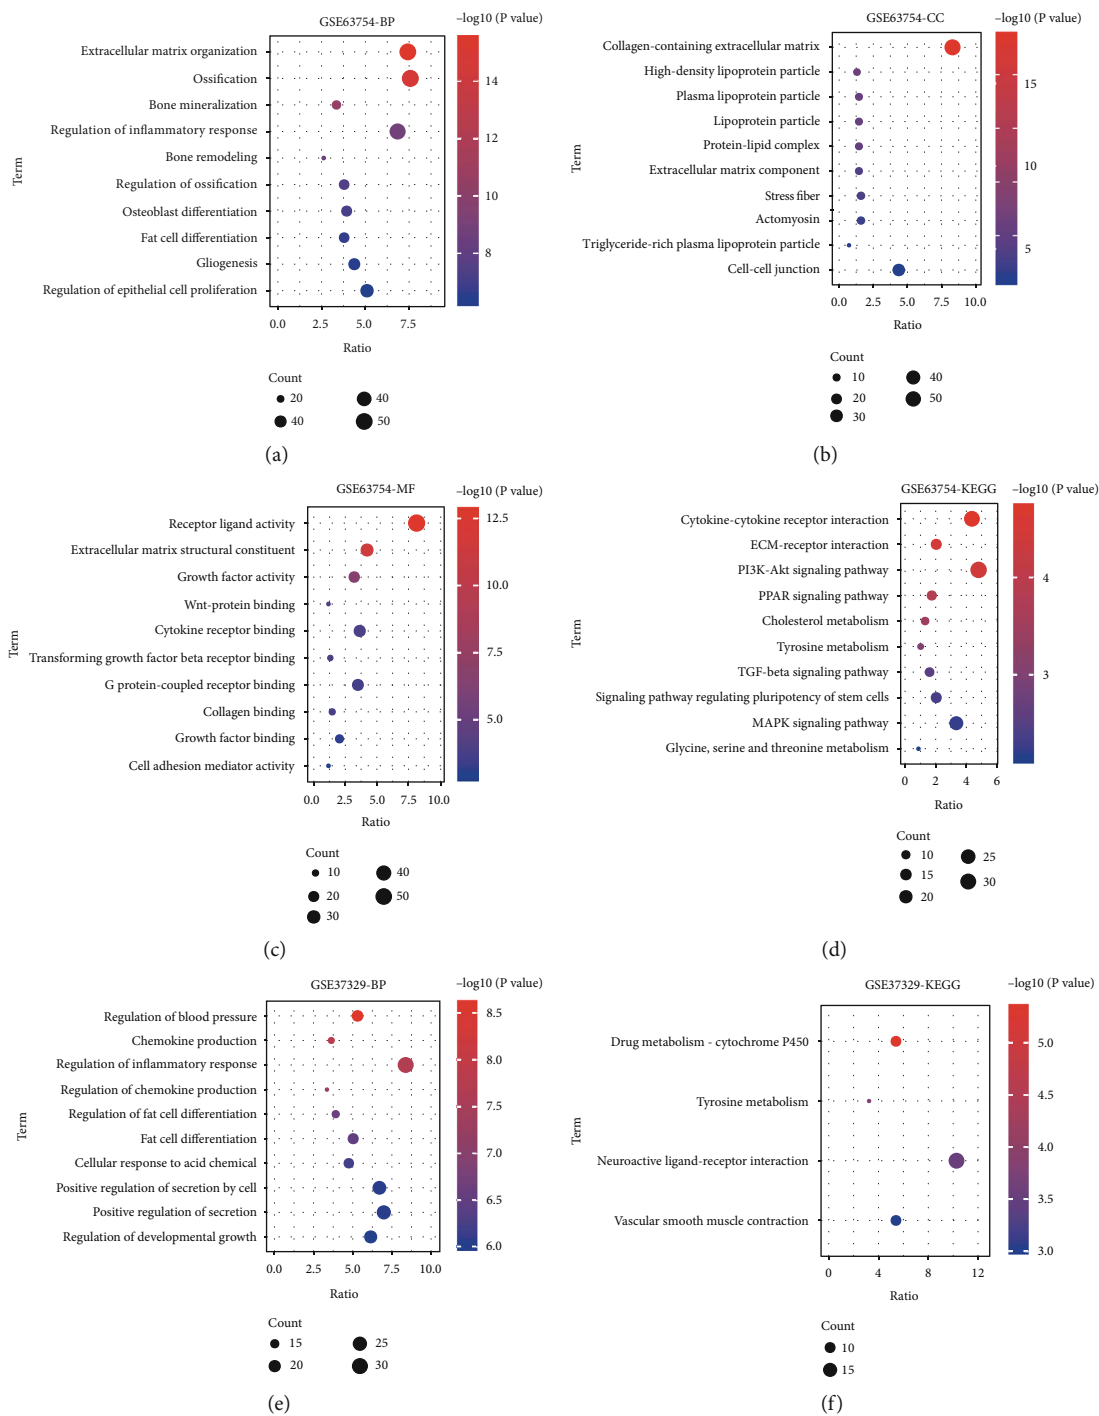 GSE63754-BP
–log10 (P value)
Term
Extracellular matrix organization
Ossification
Bone mineralization
Regulation of inflammatory response
Bone remodeling
Regulation of ossification
Osteoblast differentiation
Fat cell differentiation
Gliogenesis
Regulation of epithelial cell proliferation
14
12
10
8
0.0 2.5 5.0 7.5
Ratio
Count
20 40
40 50
(a)
GSE63754-CC
–log10 (P value)
Term
Collagen-containing extracellular matrix
High-density lipoprotein particle
Plasma lipoprotein particle
Lipoprotein particle
Protein-lipid complex
Extracellular matrix component
Stress fiber
Actomyosin
Triglyceride-rich plasma lipoprotein particle
Cell-cell junction
15
10
5
0.0 2.5 5.0 7.5 10.0
Ratio
Count
10 40
20 50
30
(b)
GSE63754-MF
–log10 (P value)
Term
Receptor ligand activity
Extracellular matrix structural constituent
Growth factor activity
Wnt-protein binding
Cytokine receptor binding
Transforming growth factor beta receptor binding
G protein-coupled receptor binding
Collagen binding
Growth factor binding
Cell adhesion mediator activity
12.5
10.0
7.5
5.0
0.0 2.5 5.0 7.5 10.0
Ratio
Count
10 40
20 50
30
(c)
GSE63754-KEGG
–log10 (P value)
Term
Cytokine-cytokine receptor interaction
ECM-receptor interaction
PI3K-Akt signaling pathway
PPAR signaling pathway
Cholesterol metabolism
Tyrosine metabolism
TGF-beta signaling pathway
Signaling pathway regulating pluripotency of stem cells
MAPK signaling pathway
Glycine, serine and threonine metabolism
4
3
0 2 4 6
Ratio
Count
10 25
15 30
20
(d)
GSE37329-BP
–log10 (P value)
Term
Regulation of blood pressure
Chemokine production
Regulation of inflammatory response
Regulation of chemokine production
Regulation of fat cell differentiation
Fat cell differentiation
Cellular response to acid chemical
Positive regulation of secretion by cell
Positive regulation of secretion
Regulation of developmental growth
8.5
8.0
7.5
7.0
6.5
6.0
0.0 2.5 5.0 7.5 10.0
Ratio
Count
15 25
20 30
(e)
GSE37329-KEGG
–log10 (P value)
Term
Drug metabolism - cytochrome P450
Tyrosine metabolism
Neuroactive ligand-receptor interaction
Vascular smooth muscle contraction
5.0
4.5
4.0
3.5
3.0
0 4 8 12
Ratio
Count
10
15
(f)